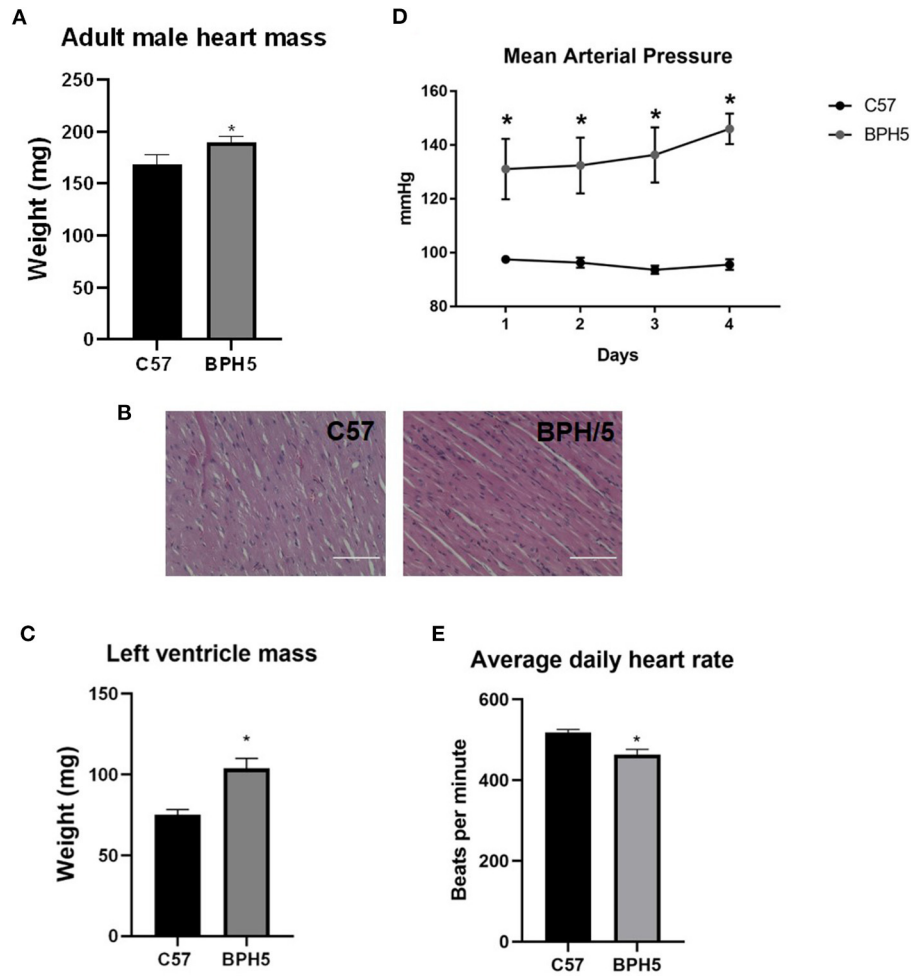 A
Adult male heart mass
Weight (mg)
250
200
150
100
50
0
*
C57
BPH5
D
Mean Arterial Pressure
mmHg
160
140
120
100
80
* * * *
1 2 3 4
Days
C57
BPH5
B
C57
BPH/5
C
Left ventricle mass
Weight (mg)
150
100
50
0
*
C57
BPH5
E
Average daily heart rate
Beats per minute
600
400
200
0
*
C57
BPH5